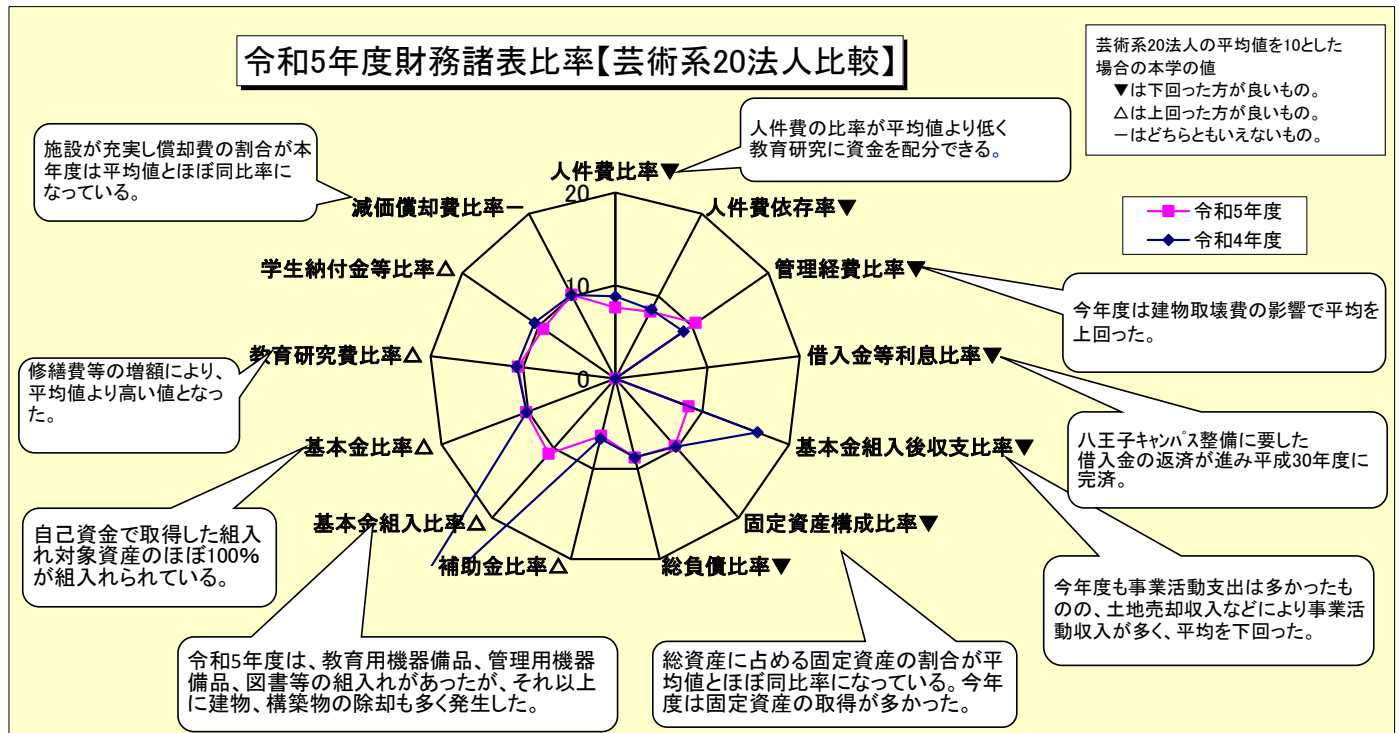 令和5年度財務諸表比率【芸術系20法人比較】
芸術系20法人の平均値を10とした
場合の本学の値
▼は下回った方が良いもの。
△は上回った方が良いもの。
－はどちらともいえないもの。
令和5年度
令和4年度
施設が充実し償却費の割合が本
年度は平均値とほぼ同比率に
なっている。
人件費の比率が平均値より低く
教育研究に資金を配分できる。
人件費比率▼
人件費依存率▼
管理経費比率▼
借入金等利息比率▼
基本金組入後収支比率▼
固定資産構成比率▼
総負債比率▼
補助金比率△
基本金組入比率△
基本金比率△
教育研究費比率△
学生納付金等比率△
減価償却費比率－
20
10
0
今年度は建物取壊費の影響で平均を
上回った。
八王子キャンパス整備に要した
借入金の返済が進み平成30年度に
完済。
今年度も事業活動支出は多かったも
のの、土地売却収入などにより事業活
動収入が多く、平均を下回った。
総資産に占める固定資産の割合が平
均値とほぼ同比率になっている。今年
度は固定資産の取得が多かった。
令和5年度は、教育用機器備品、管理用機器
備品、図書等の組入れがあったが、それ以上
に建物、構築物の除却も多く発生した。
自己資金で取得した組入
れ対象資産のほぼ100%
が組入れられている。
修繕費等の増額により、
平均値より高い値となっ
た。